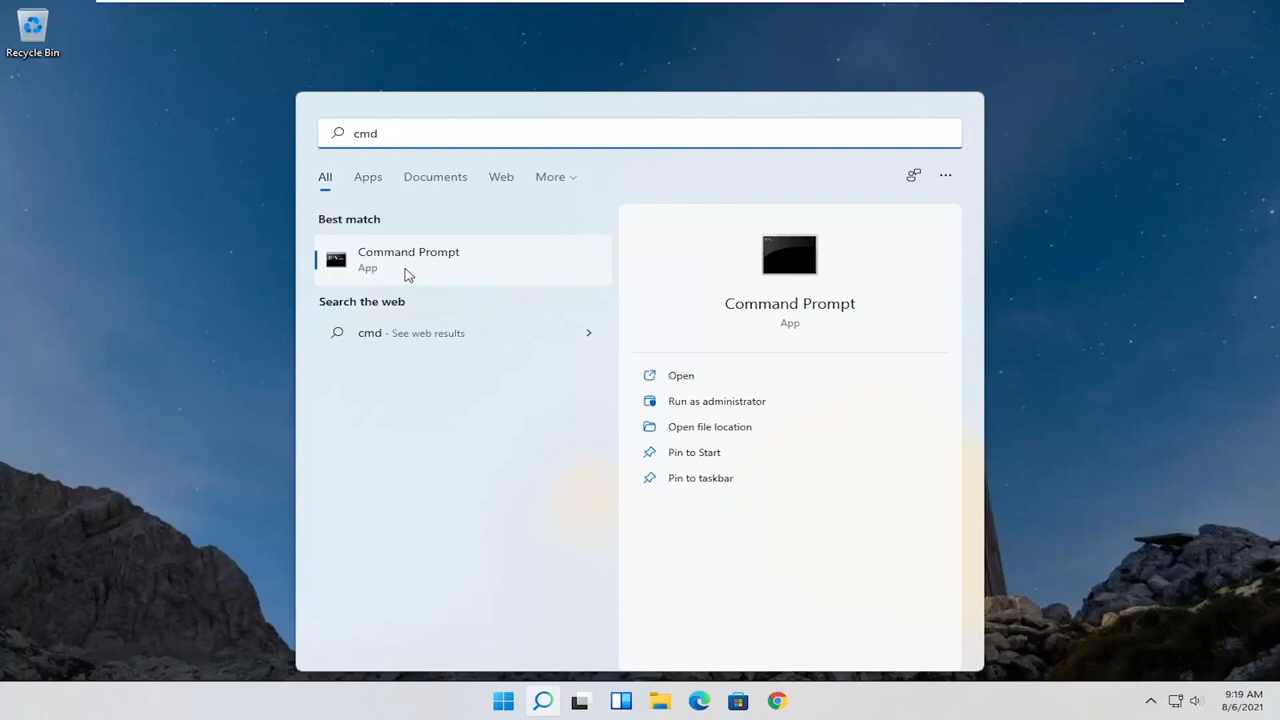 Recycle Bin
cmd
All Apps Documents Web More
Best match
Command Prompt
App
Search the web
cmd - See web results
Command Prompt
App
Open
Run as administrator
Open file location
Pin to Start
Pin to taskbar
9:19 AM
8/6/2021